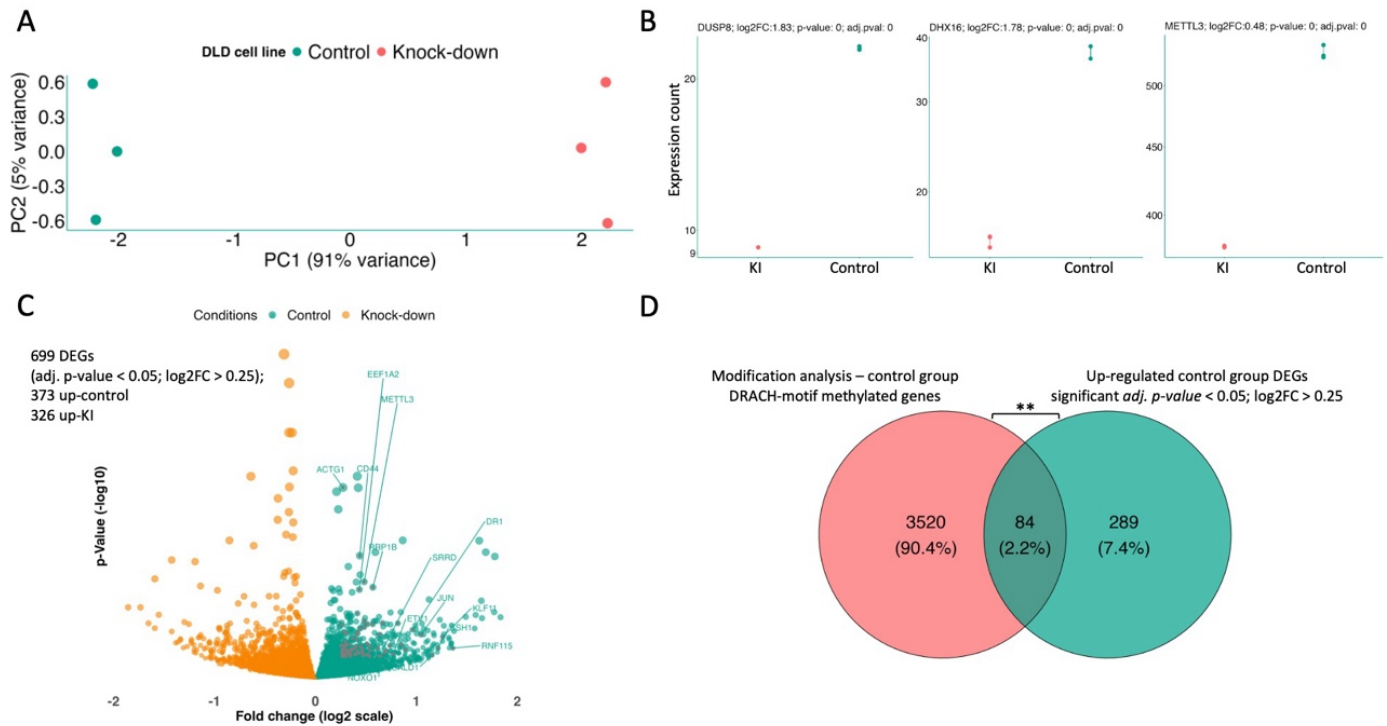 A
DLD cell line Control Knock-down
PC2 (5% variance)
0.6
0.3
0.0
-0.3
-0.6
-2 -1 0 1 2
PC1 (91% variance)
B
DUSP8; log2FC:1.83; p-value: 0; adj.pval: 0
DHX16; log2FC:1.78; p-value: 0; adj.pval: 0
METTL3; log2FC:0.48; p-value: 0; adj.pval: 0
Expression count
20
10
9
KI Control
40
30
20
KI Control
500
450
400
KI Control
C
Conditions Control Knock-down
699 DEGs
(adj. p-value < 0.05; log2FC > 0.25);
373 up-control
326 up-KI
p-Value (-log10)
EEF1A2
METTL3
ACTG1
CD44
DR1
RRP1B
SRRD
JUN
KLF11
SH1
RNF115
NOXO1
-2 -1 0 1 2
Fold change (log2 scale)
D
Modification analysis – control group
DRACH-motif methylated genes
Up-regulated control group DEGs
significant adj. p-value < 0.05; log2FC > 0.25
**
3520
(90.4%)
84
(2.2%)
289
(7.4%)